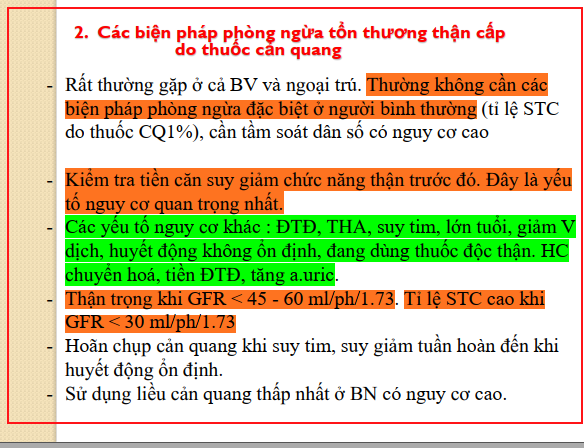 2. Các biện pháp phòng ngừa tổn thương thận cấp
do thuốc cản quang
- Rất thường gặp ở cả BV và ngoại trú. Thường không cần các
biện pháp phòng ngừa đặc biệt ở người bình thường (tỉ lệ STC
do thuốc CQ1%), cần tầm soát dân số có nguy cơ cao
- Kiểm tra tiền căn suy giảm chức năng thận trước đó. Đây là yếu
tố nguy cơ quan trọng nhất.
- Các yếu tố nguy cơ khác : ĐTĐ, THA, suy tim, lớn tuổi, giảm V
dịch, huyết động không ổn định, đang dùng thuốc độc thận. HC
chuyển hoá, tiền ĐTĐ, tăng a.uric.
- Thận trọng khi GFR < 45 - 60 ml/ph/1.73. Tỉ lệ STC cao khi
GFR < 30 ml/ph/1.73
- Hoãn chụp cản quang khi suy tim, suy giảm tuần hoàn đến khi
huyết động ổn định.
- Sử dụng liều cản quang thấp nhất ở BN có nguy cơ cao.